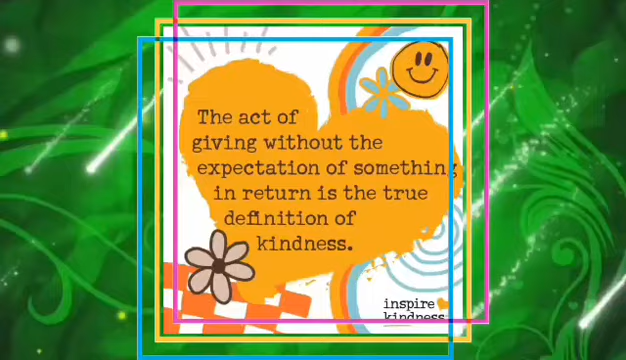 The act of
giving without the
expectation of something
in return is the true
definition of
kindness.
inspire
kindness